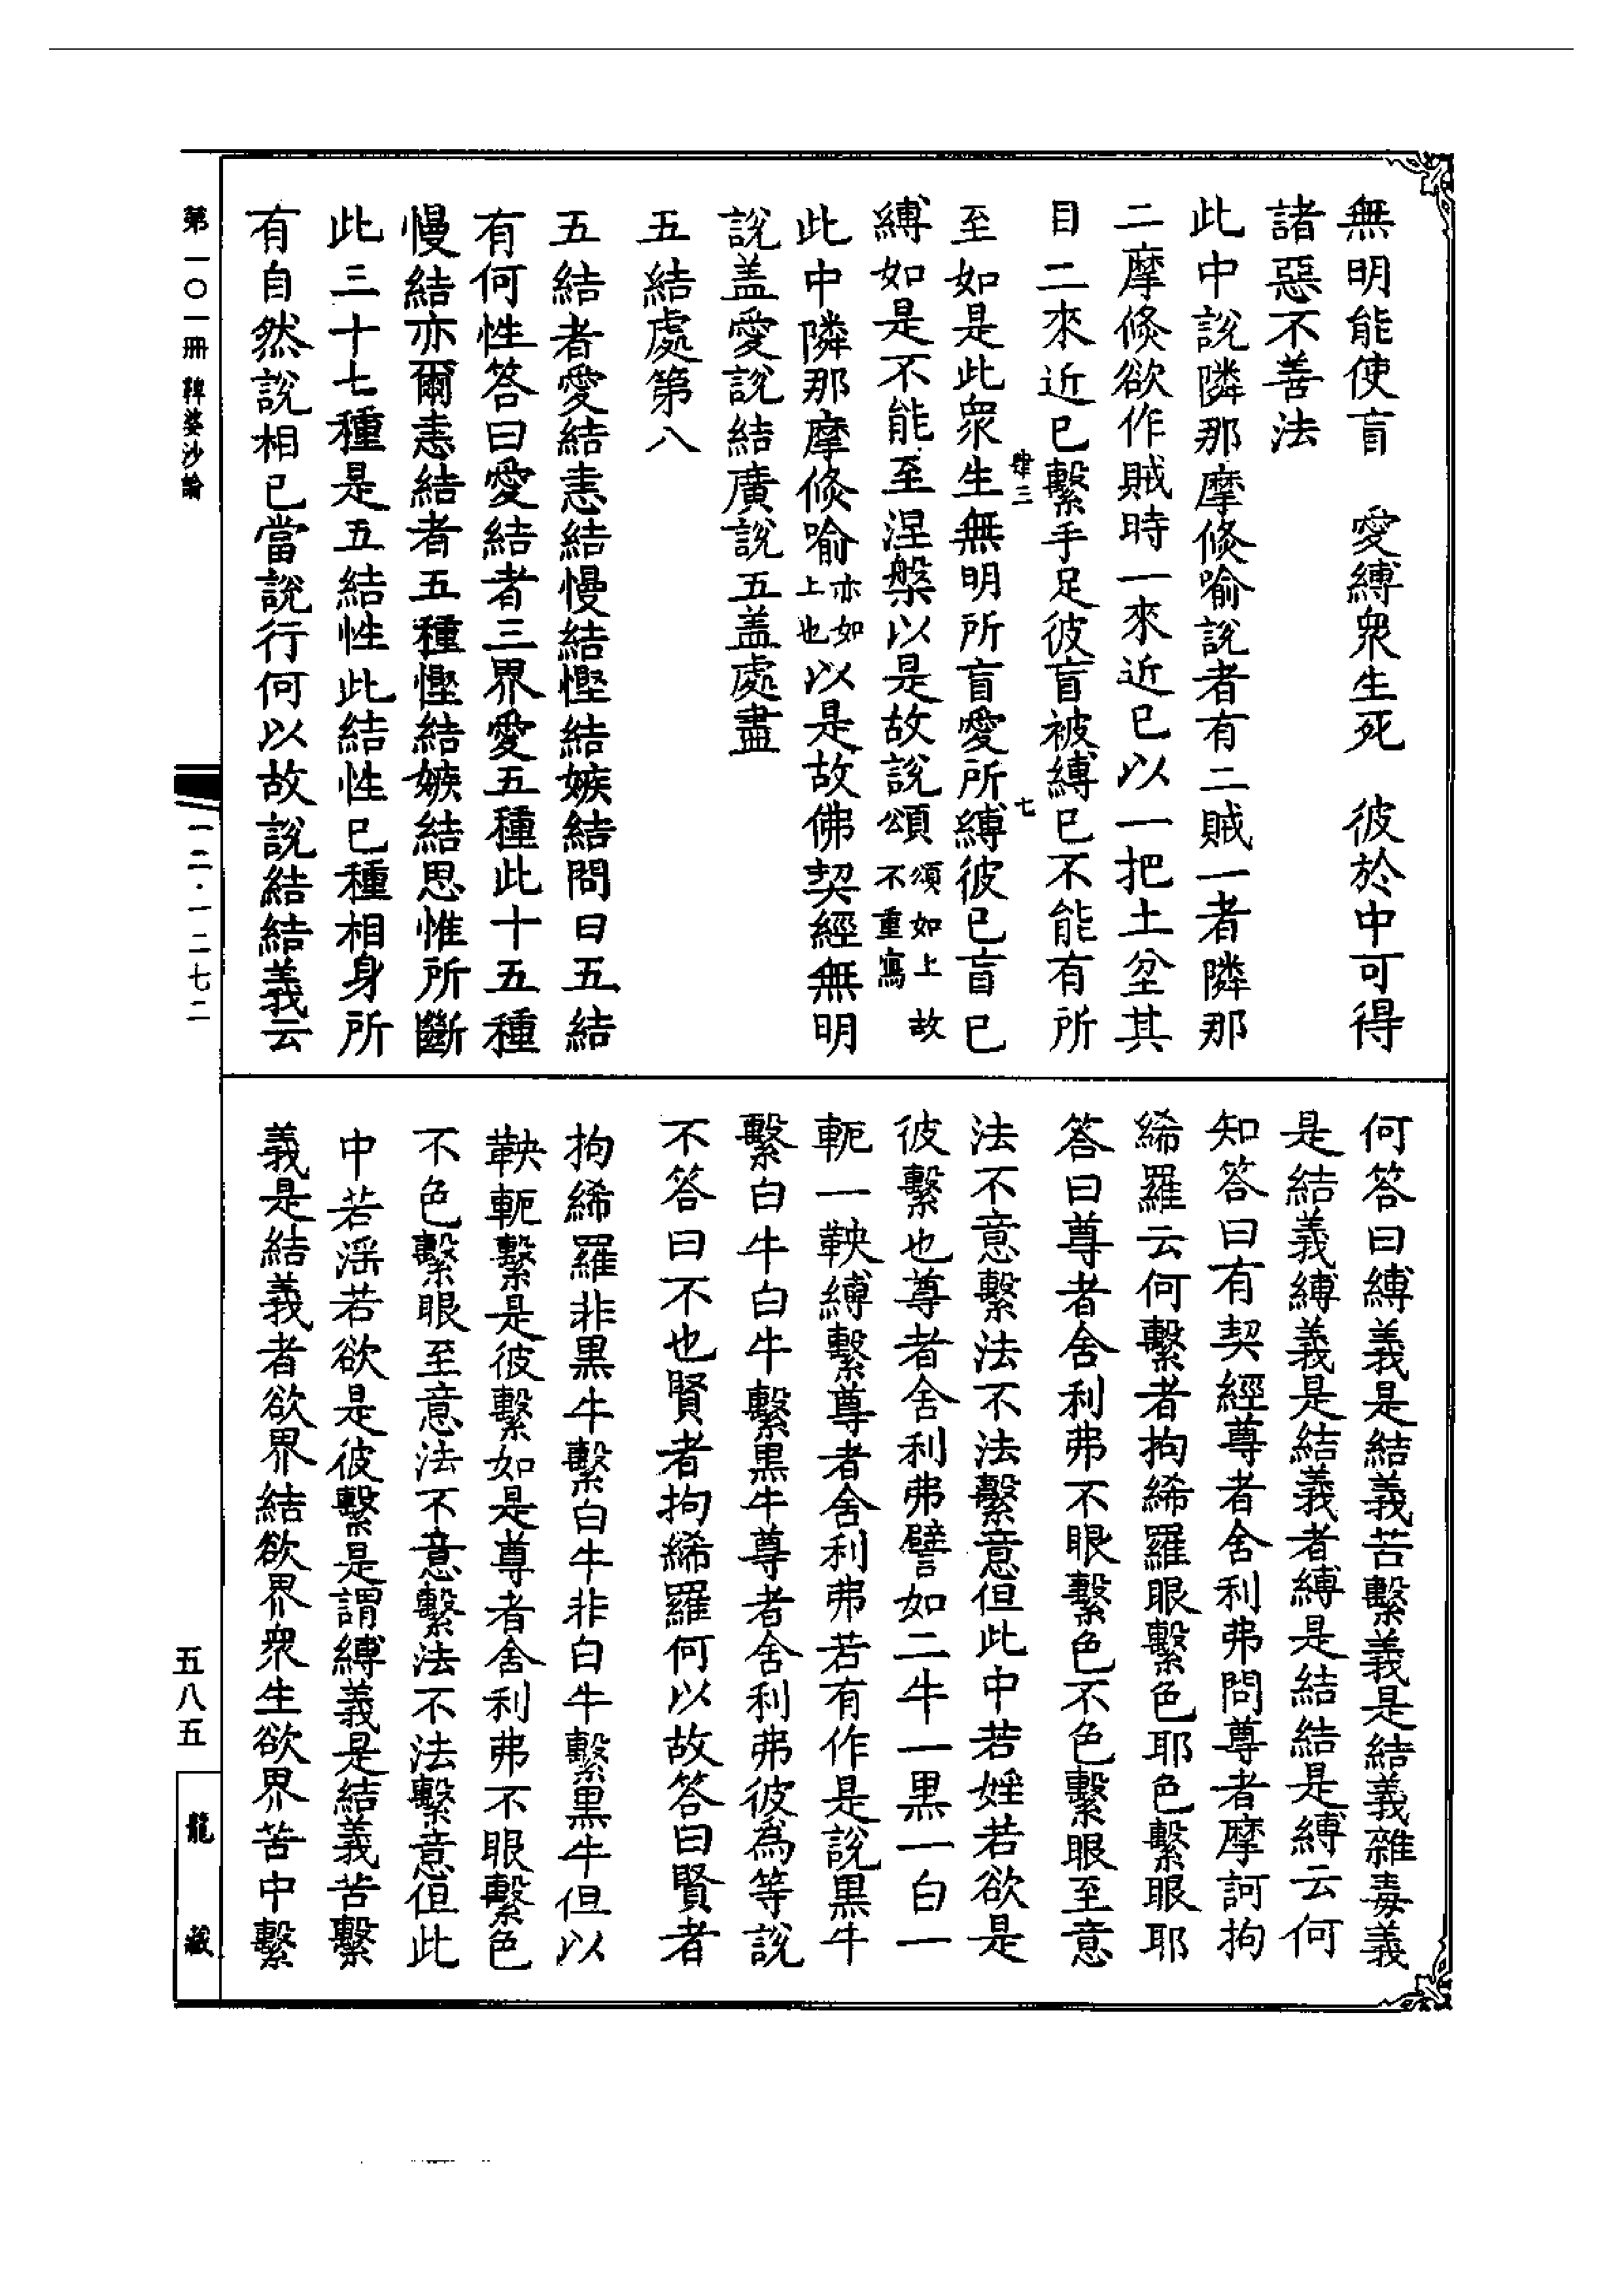 無明能使盲　愛縛衆生死　彼於中可得
諸惡不善法
此中說隣那摩倏喻說者有二賊一者隣那
二摩倏欲作賊時一來近已以一把土坌其
目二來近已繫手足彼盲被縛已不能有所
肆三　七
至如是此衆生無明所盲愛所縛彼已盲已
縛如是不能至涅槃以是故說頌頌如上不重寫故
此中隣那摩倏喻亦如上也以是故佛契經無明
說盖愛說結廣說五盖處盡
五結處第八
五結者愛結恚結慢結慳結嫉結問曰五結
有何性答曰愛結者三界愛五種此十五種
慢結亦爾恚結者五種慳結嫉結思惟所斷
此三十七種是五結性此結性已種相身所
有自然說相已當說行何以故說結結義云
何答曰縛義是結義苦繫義是結義雜毒義
是結義縛義是結義者縛是結結是縛云何
知答曰有契經尊者舍利弗問尊者摩訶拘
絺羅云何繫者拘絺羅眼繫色耶色繫眼耶
答曰尊者舍利弗不眼繫色不色繫眼至意
法不意繫法不法繫意但此中若婬若欲是
彼繫也尊者舍利弗譬如二牛一黑一白一
軛一鞅縛繫尊者舍利弗若有作是說黑牛
繫白牛白牛繫黑牛尊者舍利弗彼爲等說
不答曰不也賢者拘絺羅何以故答曰賢者
拘絺羅非黑牛繫白牛非白牛繫黑牛但以
鞅軛繫是彼繫如是尊者舍利弗不眼繫色
不色繫眼至意法不意繫法不法繫意但此
中若淫若欲是彼繫是謂縛義是結義苦繫
義是結義者欲界結欲界衆生欲界苦中繫
第一〇一冊　鞞婆沙論
一二·一二七二
五八五
龍藏